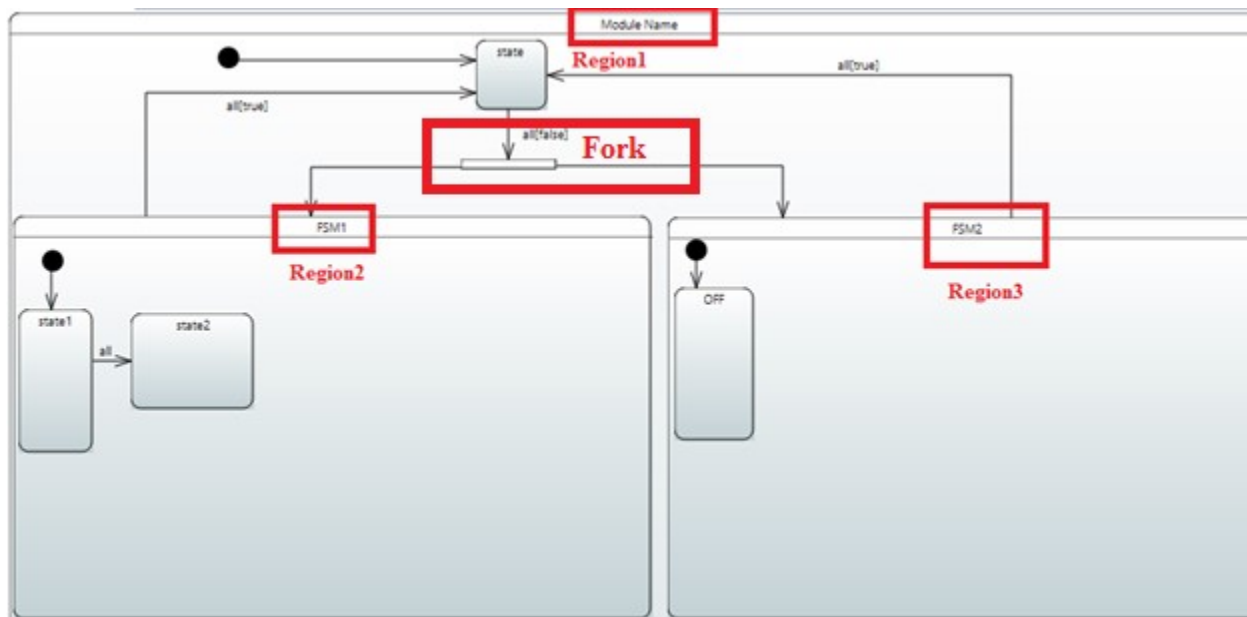 Module Name
state
Region1
all[true]
all[true]
all[false]
Fork
FSM1
FSM2
Region2
Region3
state1
state2
OFF
all